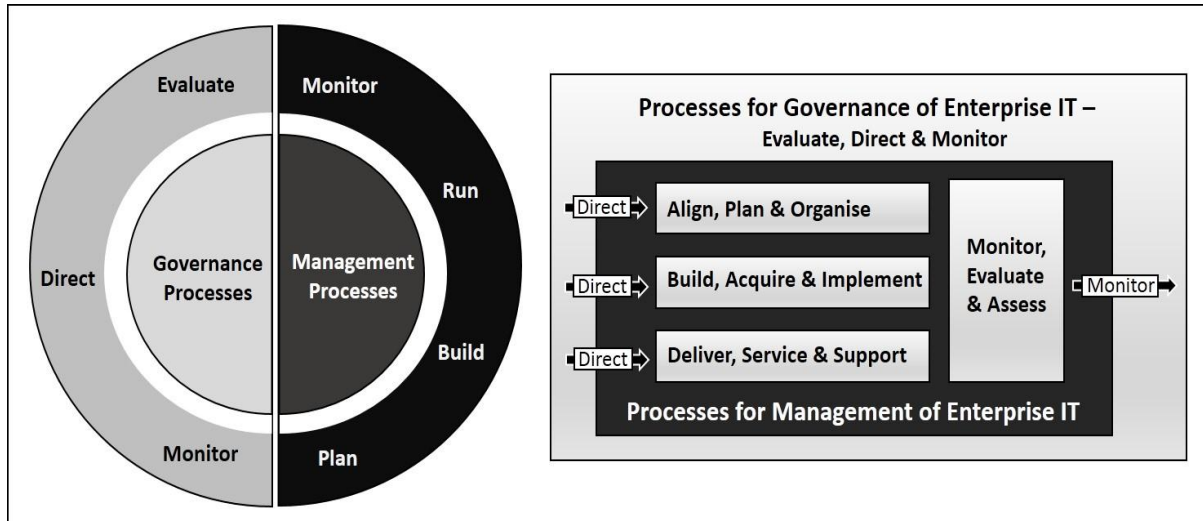 Evaluate
Direct
Monitor
Governance
Processes
Monitor
Run
Build
Plan
Management
Processes
Processes for Governance of Enterprise IT –
Evaluate, Direct & Monitor
Direct
Align, Plan & Organise
Direct
Build, Acquire & Implement
Direct
Deliver, Service & Support
Monitor,
Evaluate
& Assess
Monitor
Processes for Management of Enterprise IT